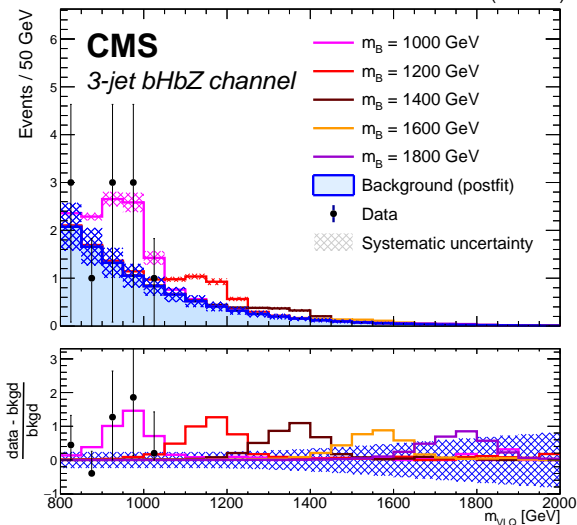 CMS
3-jet bHbZ channel
Events / 50 GeV
6
5
4
3
2
1
0
m_B = 1000 GeV
m_B = 1200 GeV
m_B = 1400 GeV
m_B = 1600 GeV
m_B = 1800 GeV
Background (postfit)
Data
Systematic uncertainty
data - bkgd
bkgd
3
2
1
0
−1
800 1000 1200 1400 1600 1800 2000
m_VLQ [GeV]